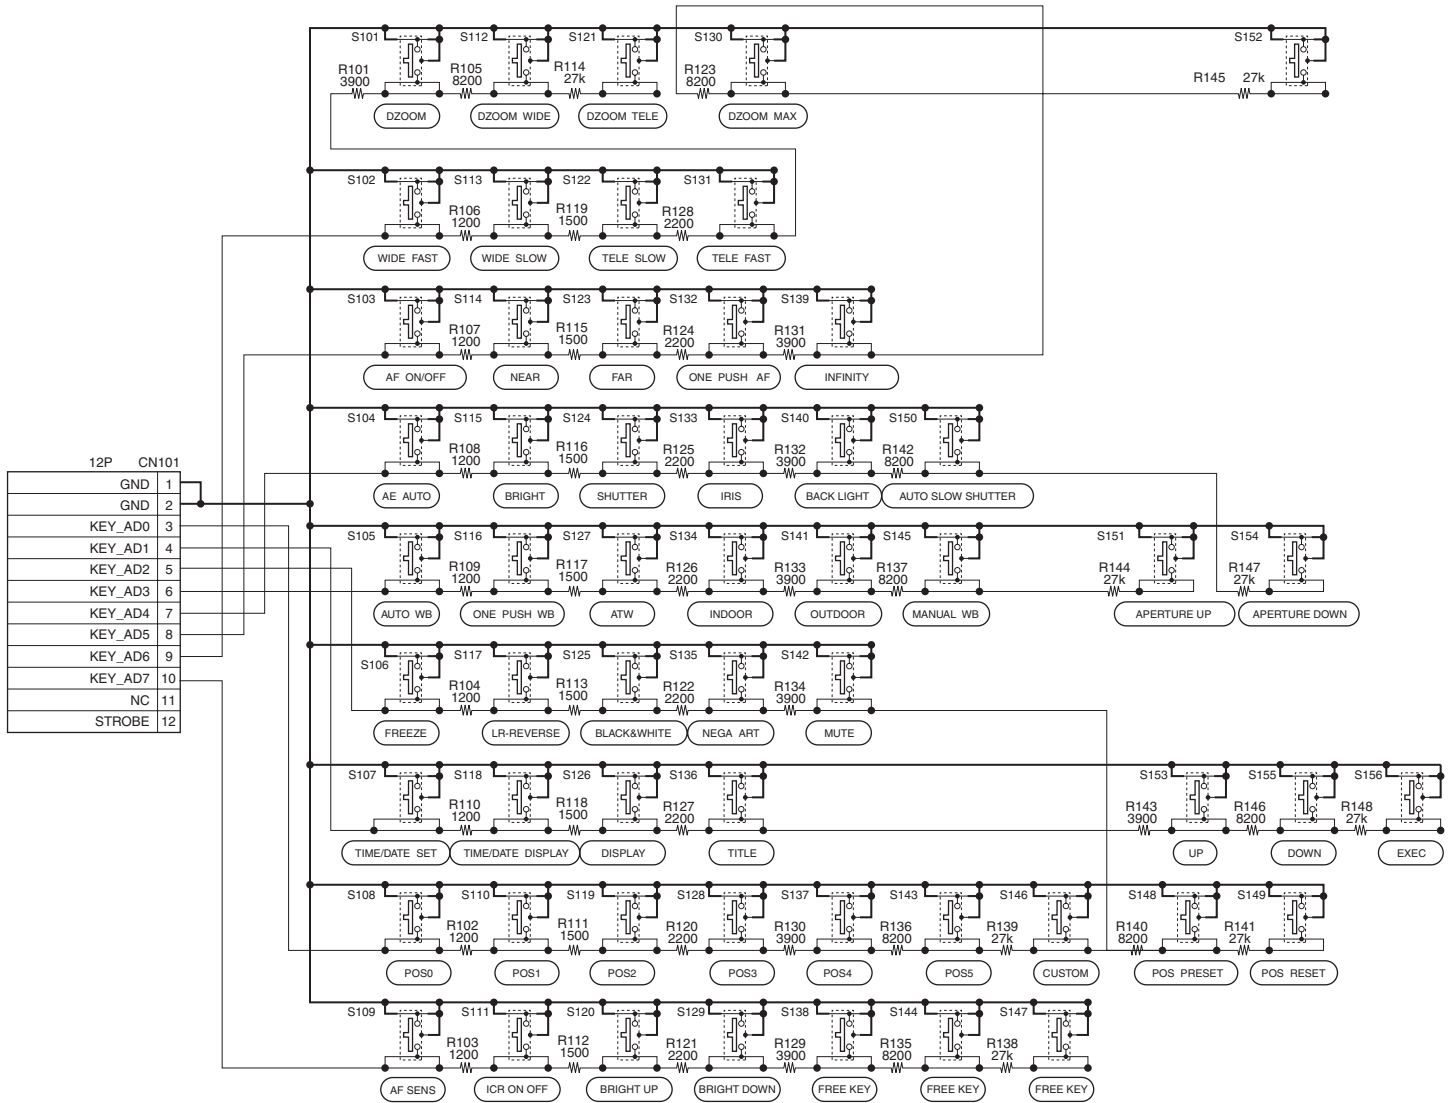 S101 S112 S121 S130 S152
R101 3900 R105 8200 R114 27k R123 8200 R145 27k
DZOOM DZOOM WIDE DZOOM TELE DZOOM MAX
S102 S113 S122 S131
R106 1200 R119 1500 R128 2200
WIDE FAST WIDE SLOW TELE SLOW TELE FAST
S103 S114 S123 S132 S139
R107 1200 R115 1500 R124 2200 R131 3900
AF ON/OFF NEAR FAR ONE PUSH AF INFINITY
S104 S115 S124 S133 S140 S150
R108 1200 R116 1500 R125 2200 R132 3900 R142 8200
AE AUTO BRIGHT SHUTTER IRIS BACK LIGHT AUTO SLOW SHUTTER
12P CN101
GND 1
GND 2
KEY_AD0 3
KEY_AD1 4
KEY_AD2 5
KEY_AD3 6
KEY_AD4 7
KEY_AD5 8
KEY_AD6 9
KEY_AD7 10
NC 11
STROBE 12
S105 S116 S127 S134 S141 S145 S151 S154
R109 1200 R117 1500 R126 2200 R133 3900 R137 8200 R144 27k R147 27k
AUTO WB ONE PUSH WB ATW INDOOR OUTDOOR MANUAL WB APERTURE UP APERTURE DOWN
S106 S117 S125 S135 S142
R104 1200 R113 1500 R122 2200 R134 3900
FREEZE LR-REVERSE BLACK&WHITE NEGA ART MUTE
S107 S118 S126 S136 S153 S155 S156
R110 1200 R118 1500 R127 2200 R143 3900 R146 8200 R148 27k
TIME/DATE SET TIME/DATE DISPLAY DISPLAY TITLE UP DOWN EXEC
S108 S110 S119 S128 S137 S143 S146 S148 S149
R102 1200 R111 1500 R120 2200 R130 3900 R136 8200 R139 27k R140 8200 R141 27k
POS0 POS1 POS2 POS3 POS4 POS5 CUSTOM POS PRESET POS RESET
S109 S111 S120 S129 S138 S144 S147
R103 1200 R112 1500 R121 2200 R129 3900 R135 8200 R138 27k
AF SENS ICR ON OFF BRIGHT UP BRIGHT DOWN FREE KEY FREE KEY FREE KEY